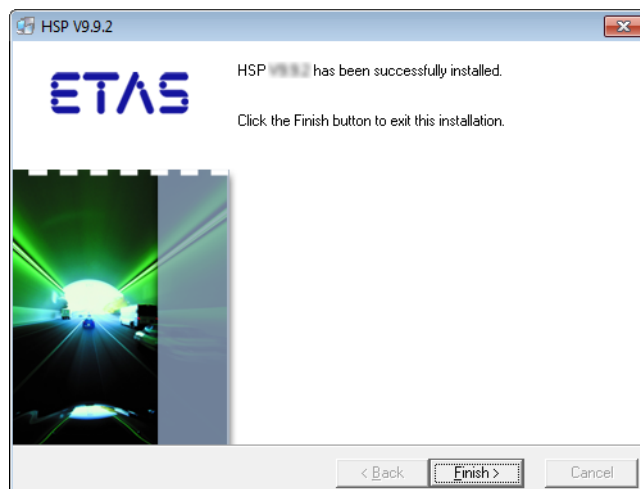 HSP V9.9.2
ETAS
HSP has been successfully installed.
Click the Finish button to exit this installation.
< Back
Finish >
Cancel